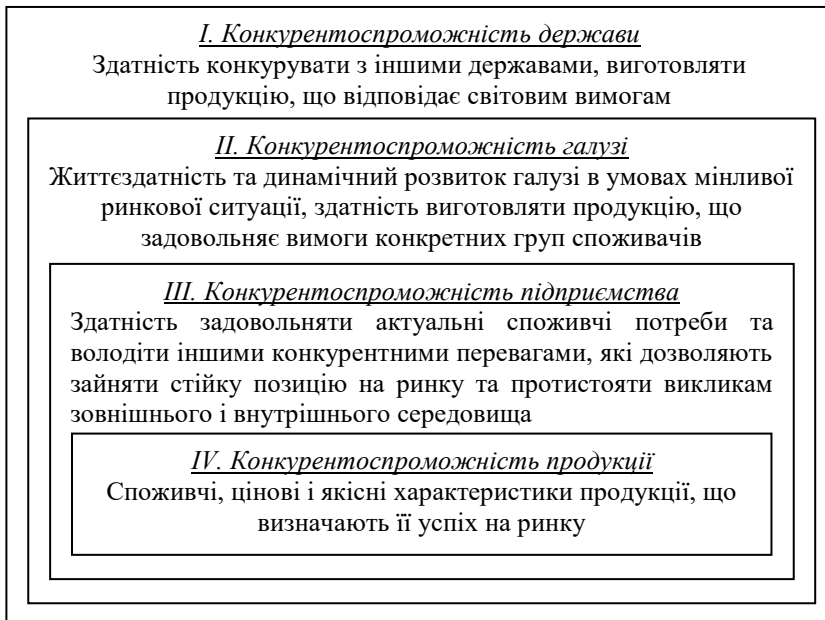 I. Конкурентоспроможність держави
Здатність конкурувати з іншими державами, виготовляти
продукцію, що відповідає світовим вимогам
II. Конкурентоспроможність галузі
Життєздатність та динамічний розвиток галузі в умовах мінливої
ринкової ситуації, здатність виготовляти продукцію, що
задовольняє вимоги конкретних груп споживачів
III. Конкурентоспроможність підприємства
Здатність задовольняти актуальні споживчі потреби та
володіти іншими конкурентними перевагами, які дозволяють
зайняти стійку позицію на ринку та протистояти викликам
зовнішнього і внутрішнього середовища
IV. Конкурентоспроможність продукції
Споживчі, цінові і якісні характеристики продукції, що
визначають її успіх на ринку